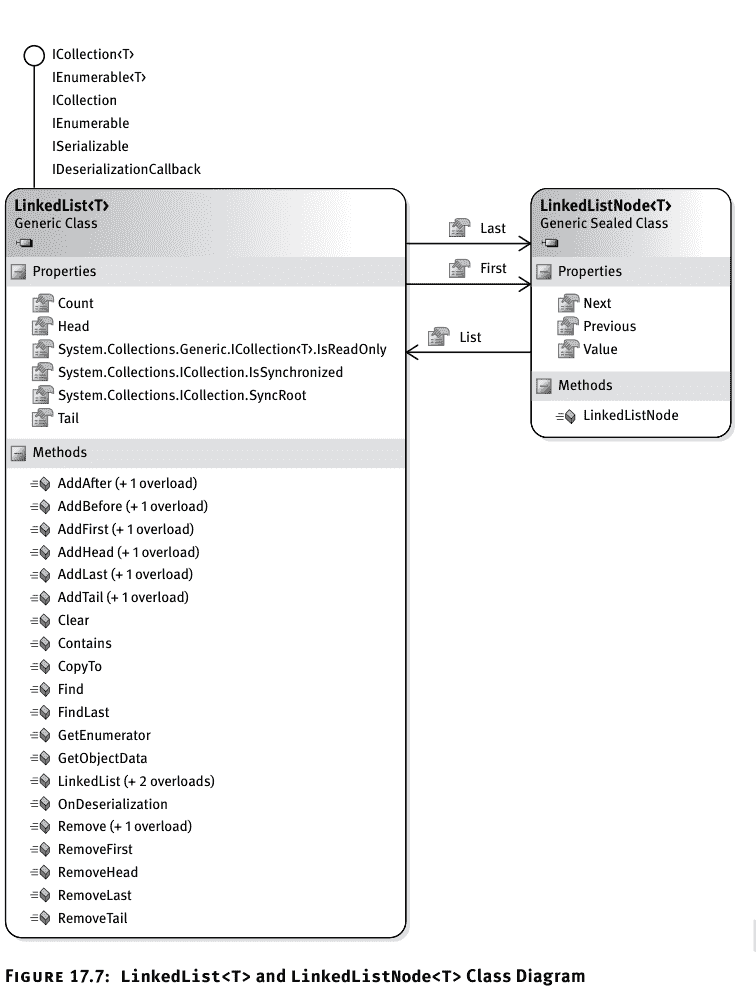 ICollection<T>
IEnumerable<T>
ICollection
IEnumerable
ISerializable
IDeserializationCallback
LinkedList<T>
Generic Class
Properties
Count
Head
System.Collections.Generic.ICollection<T>.IsReadOnly
System.Collections.ICollection.IsSynchronized
System.Collections.ICollection.SyncRoot
Tail
Methods
AddAfter (+ 1 overload)
AddBefore (+ 1 overload)
AddFirst (+ 1 overload)
AddHead (+ 1 overload)
AddLast (+ 1 overload)
AddTail (+ 1 overload)
Clear
Contains
CopyTo
Find
FindLast
GetEnumerator
GetObjectData
LinkedList (+ 2 overloads)
OnDeserialization
Remove (+ 1 overload)
RemoveFirst
RemoveHead
RemoveLast
RemoveTail
Last
First
List
LinkedListNode<T>
Generic Sealed Class
Properties
Next
Previous
Value
Methods
LinkedListNode
FIGURE 17.7: LinkedList<T> and LinkedListNode<T> Class Diagram